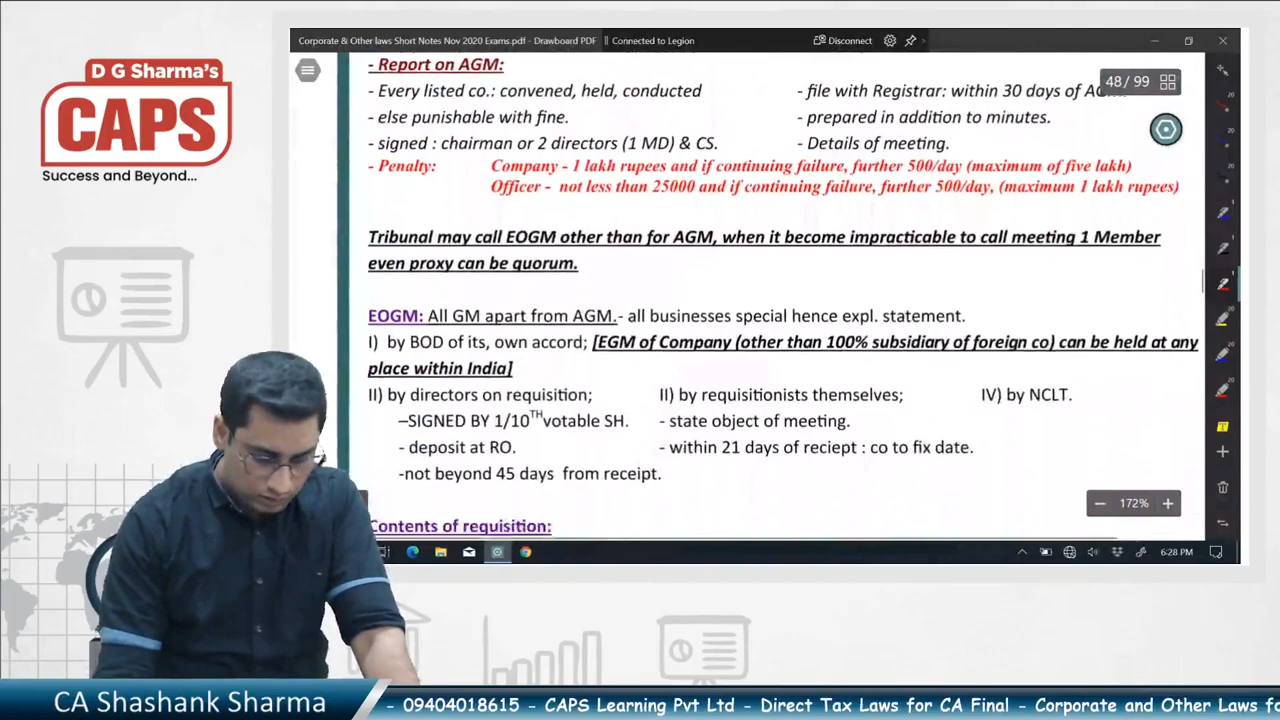 D G Sharma's
CAPS
Success and Beyond...
Corporate & Other laws Short Notes Nov 2020 Exams.pdf - Drawboard PDF
Connected to Legion
Disconnect
48 / 99
- Report on AGM:
- Every listed co.: convened, held, conducted
- file with Registrar: within 30 days of
- else punishable with fine.
- prepared in addition to minutes.
- signed : chairman or 2 directors (1 MD) & CS.
- Details of meeting.
- Penalty: Company - 1 lakh rupees and if continuing failure, further 500/day (maximum of five lakh)
Officer - not less than 25000 and if continuing failure, further 500/day, (maximum 1 lakh rupees)
Tribunal may call EOGM other than for AGM, when it become impracticable to call meeting 1 Member
even proxy can be quorum.
EOGM: All GM apart from AGM.- all businesses special hence expl. statement.
I) by BOD of its, own accord; [EGM of Company (other than 100% subsidiary of foreign co) can be held at any
place within India]
II) by directors on requisition; II) by requisitionists themselves; IV) by NCLT.
–SIGNED BY 1/10TH votable SH. - state object of meeting.
- deposit at RO. - within 21 days of reciept : co to fix date.
-not beyond 45 days from receipt.
172%
Contents of requisition:
6:28 PM
CA Shashank Sharma
- 09404018615 - CAPS Learning Pvt Ltd - Direct Tax Laws for CA Final - Corporate and Other Laws fo